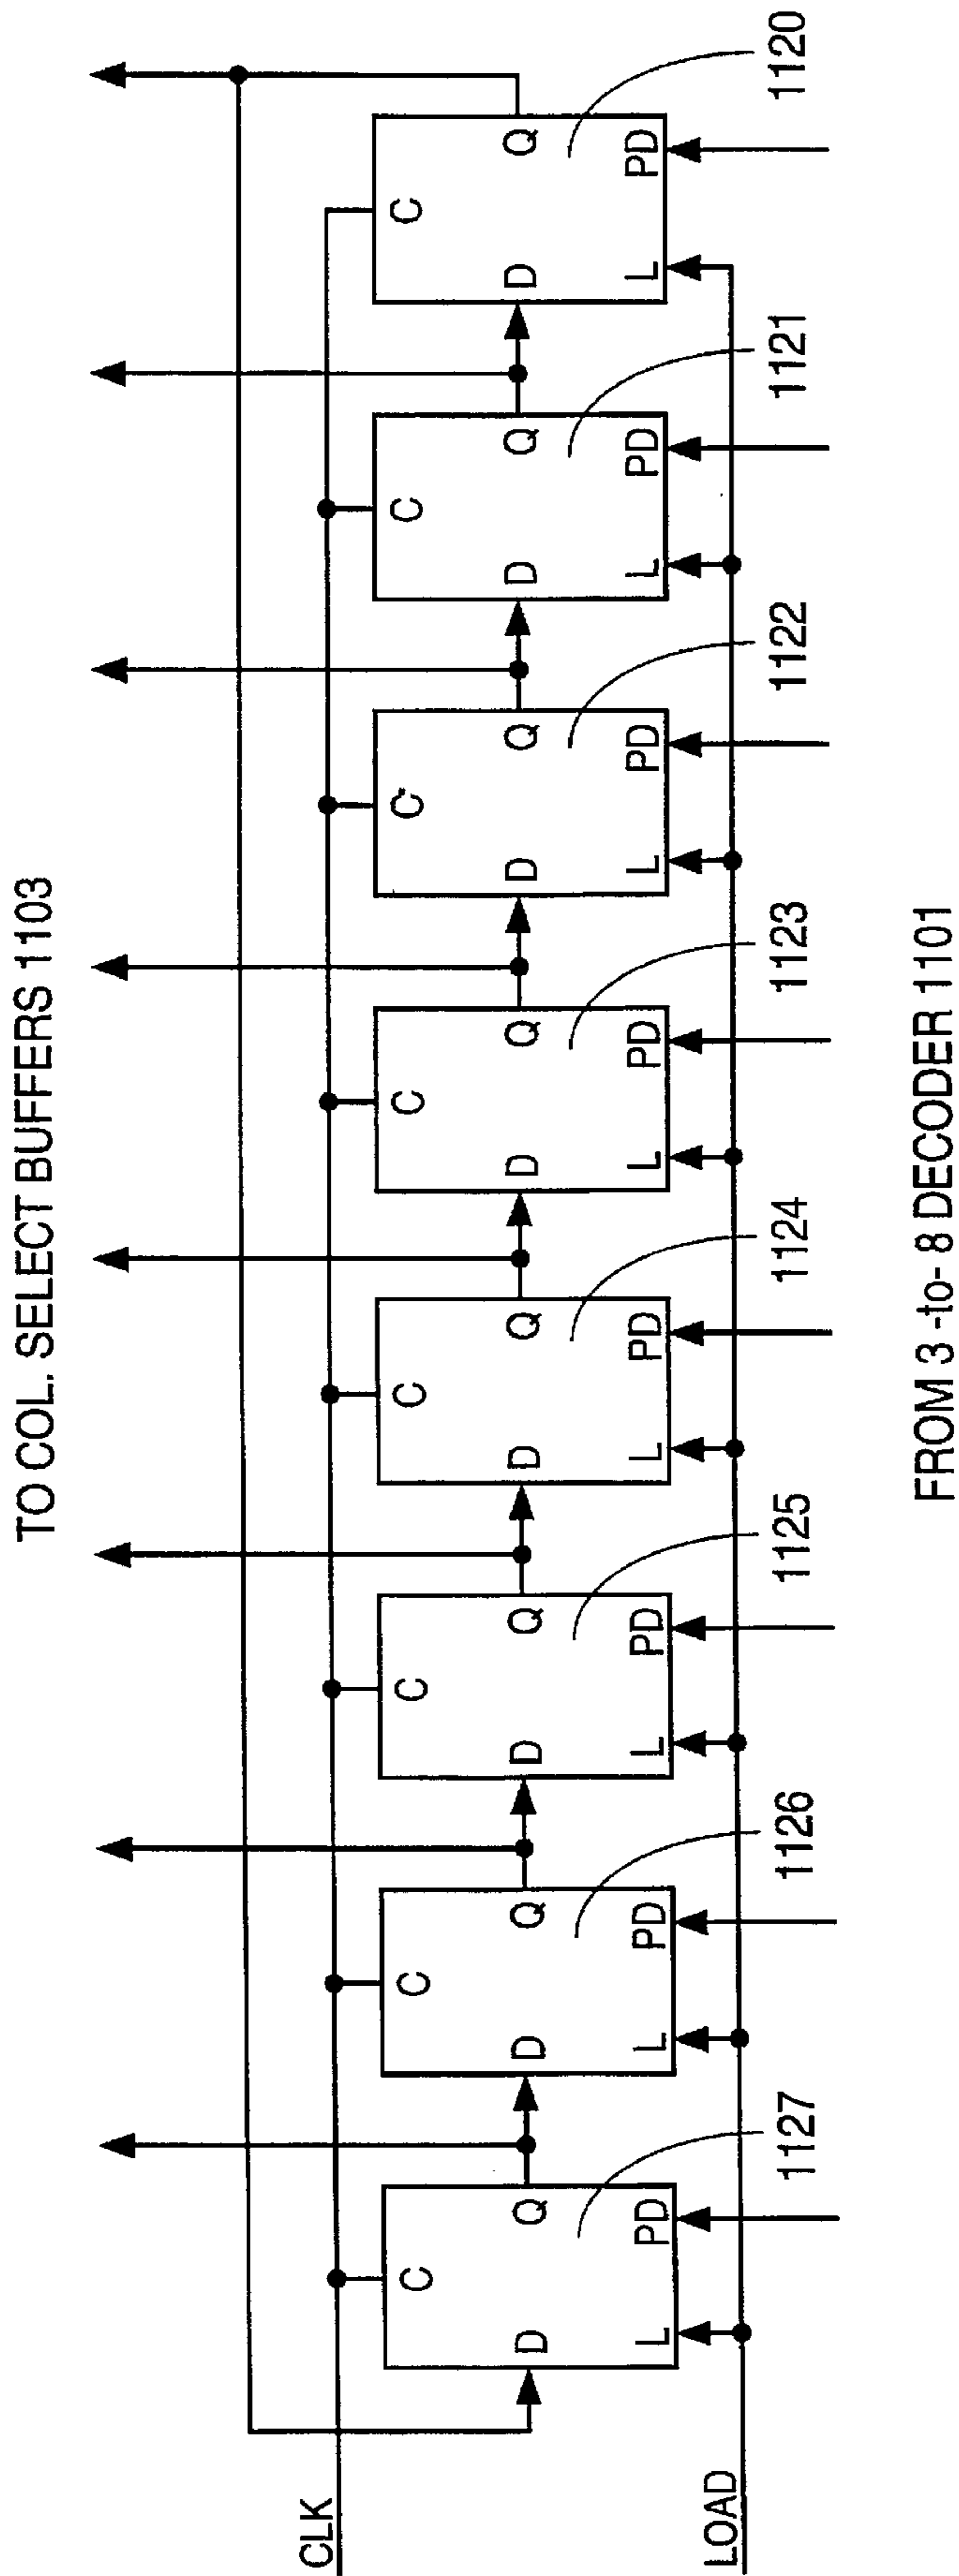 TO COL. SELECT BUFFERS 1103
CLK
C
C
C
C
C
C
C
C
D
Q
D
Q
D
Q
D
Q
D
Q
D
Q
D
Q
D
Q
L
PD
L
PD
L
PD
L
PD
L
PD
L
PD
L
PD
L
PD
LOAD
1127
1126
1125
1124
1123
1122
1121
1120
FROM 3 -to- 8 DECODER 1101